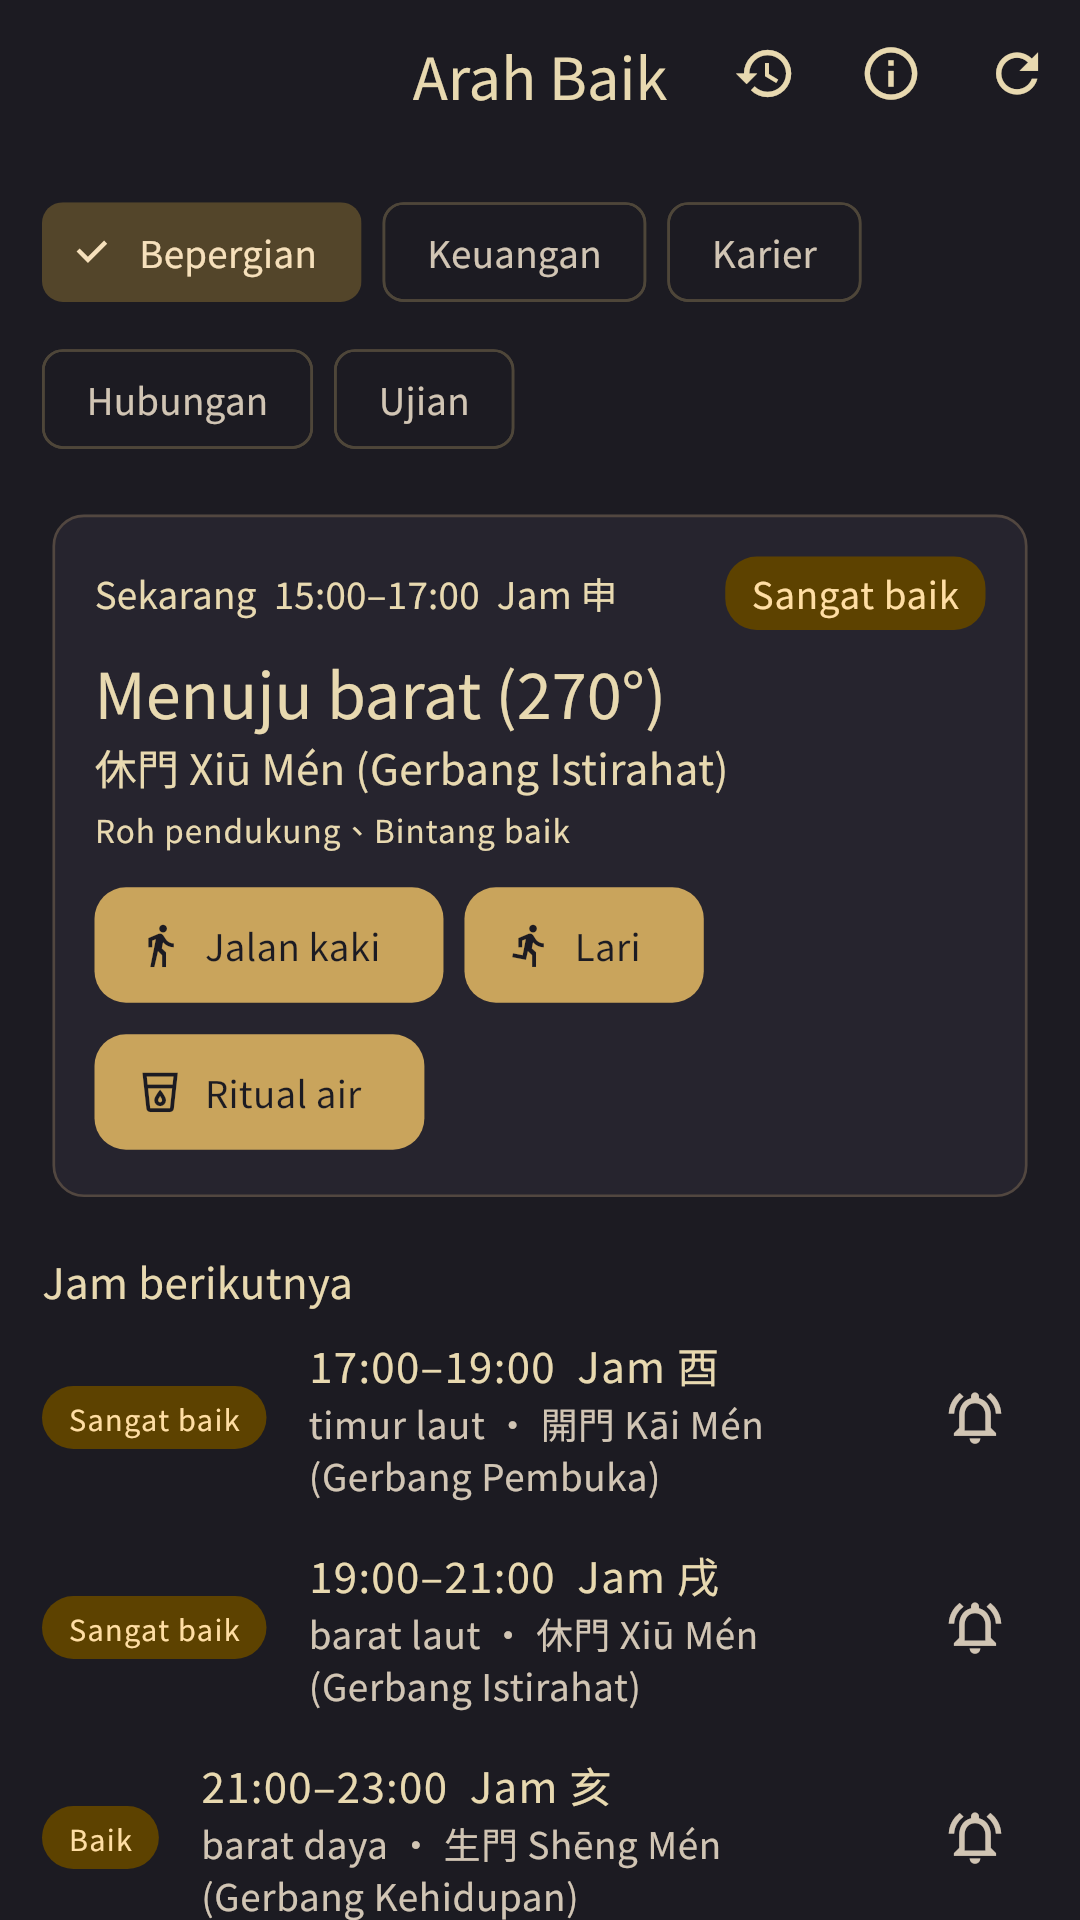 Arah Baik
Bepergian
Keuangan
Karier
Hubungan
Ujian
Sekarang 15:00–17:00 Jam 申
Sangat baik
Menuju barat (270°)
休門 Xiū Mén (Gerbang Istirahat)
Roh pendukung、Bintang baik
Jalan kaki
Lari
Ritual air
Jam berikutnya
17:00–19:00 Jam 酉
Sangat baik
timur laut ・ 開門 Kāi Mén
(Gerbang Pembuka)
19:00–21:00 Jam 戌
Sangat baik
barat laut ・ 休門 Xiū Mén
(Gerbang Istirahat)
21:00–23:00 Jam 亥
Baik
barat daya ・ 生門 Shēng Mén
(Gerbang Kehidupan)